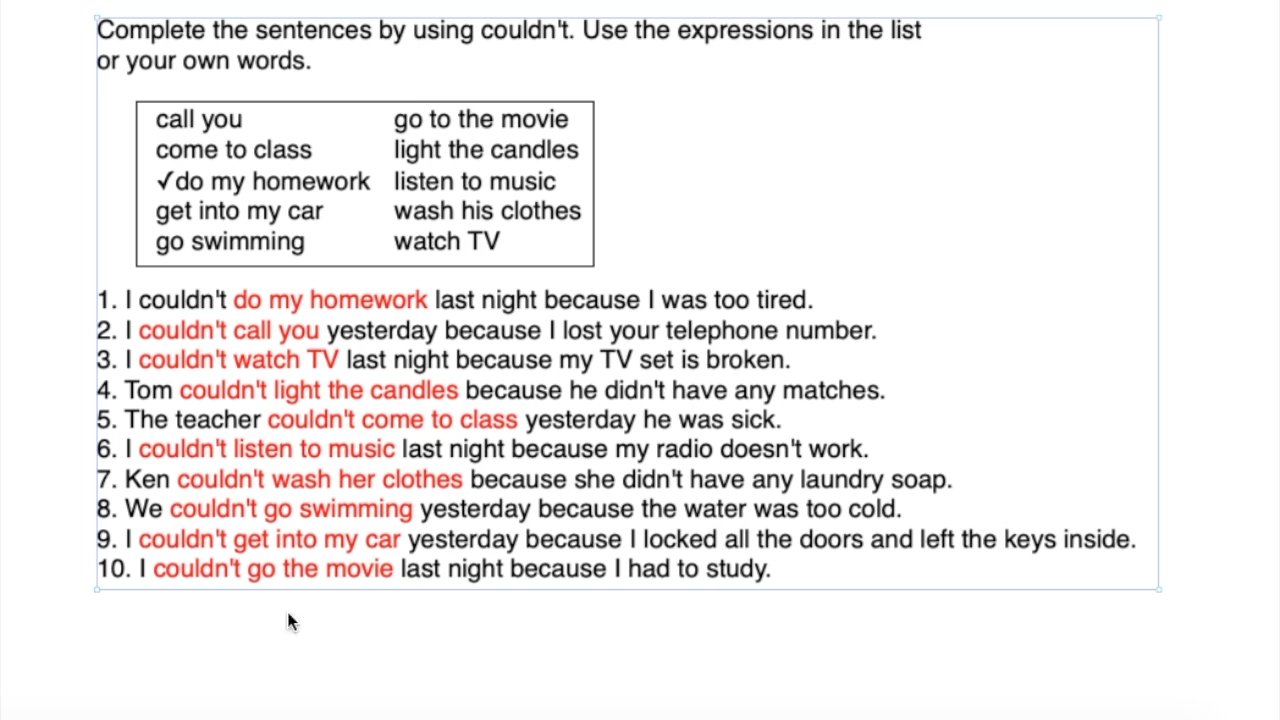 Complete the sentences by using couldn't. Use the expressions in the list
or your own words.
call you go to the movie
come to class light the candles
✓do my homework listen to music
get into my car wash his clothes
go swimming watch TV
1. I couldn't do my homework last night because I was too tired.
2. I couldn't call you yesterday because I lost your telephone number.
3. I couldn't watch TV last night because my TV set is broken.
4. Tom couldn't light the candles because he didn't have any matches.
5. The teacher couldn't come to class yesterday he was sick.
6. I couldn't listen to music last night because my radio doesn't work.
7. Ken couldn't wash her clothes because she didn't have any laundry soap.
8. We couldn't go swimming yesterday because the water was too cold.
9. I couldn't get into my car yesterday because I locked all the doors and left the keys inside.
10. I couldn't go the movie last night because I had to study.